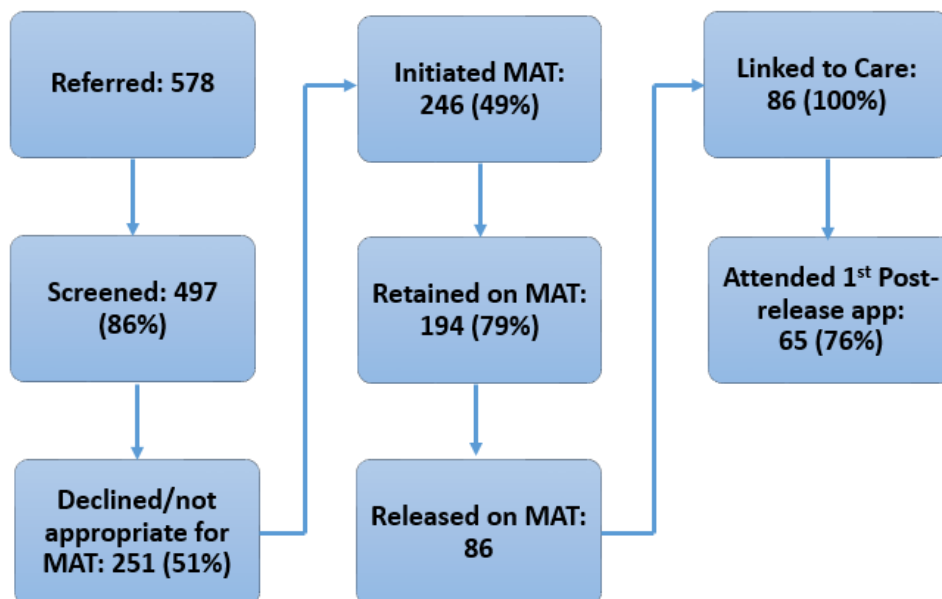 Referred: 578
Screened: 497
(86%)
Declined/not
appropriate for
MAT: 251 (51%)
Initiated MAT:
246 (49%)
Retained on MAT:
194 (79%)
Released on MAT:
86
Linked to Care:
86 (100%)
Attended 1st Post-
release app:
65 (76%)